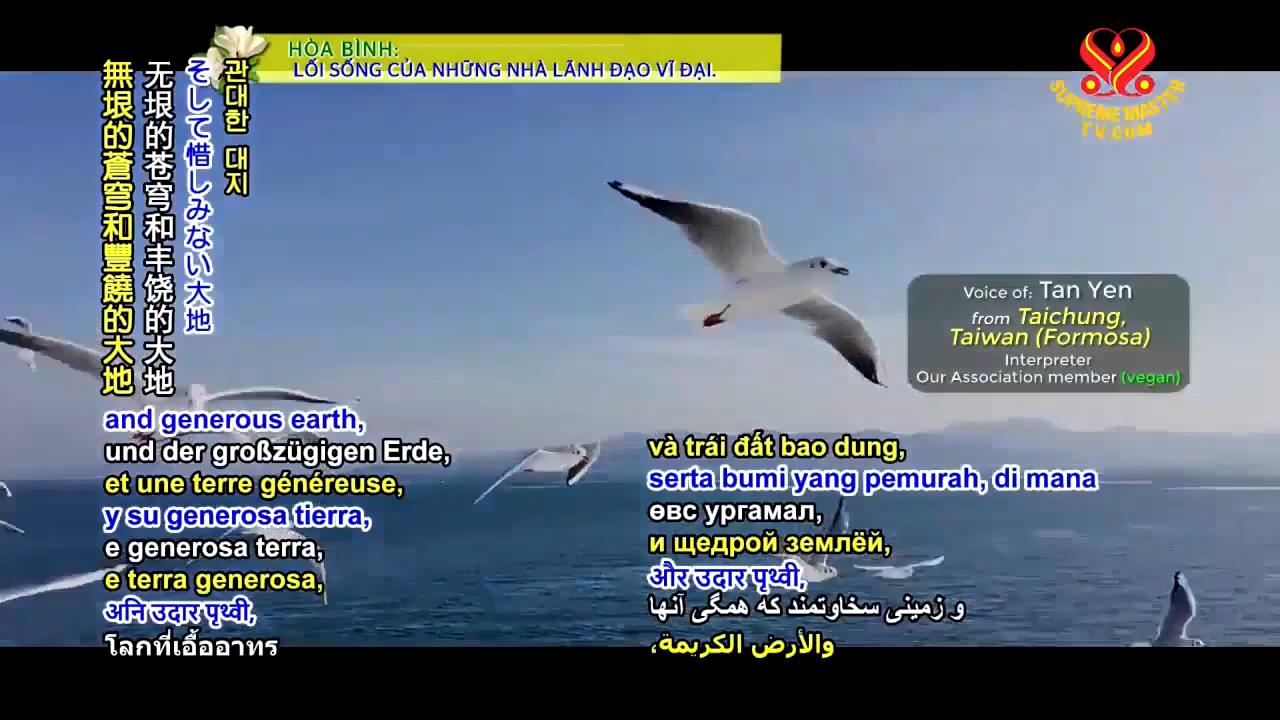 HÒA BÌNH:
LỐI SỐNG CỦA NHỮNG NHÀ LÃNH ĐẠO VĨ ĐẠI.
SUPREME MASTER
TV.COM
無垠的蒼穹和豐饒的大地
无垠的苍穹和丰饶的大地
そして惜しみない大地
관대한 대지
Voice of: Tan Yen
from Taichung,
Taiwan (Formosa)
Interpreter
Our Association member (vegan)
and generous earth,
und der großzügigen Erde,
et une terre généreuse,
y su generosa tierra,
e generosa terra,
e terra generosa,
अनि उदार पृथ्वी,
โลกที่เอื้ออาทร
và trái đất bao dung,
serta bumi yang pemurah, di mana
өвс ургамал,
и щедрой землёй,
और उदार पृथ्वी,
و زمینی سخاوتمند که همگی آنها
والأرض الكريمة،